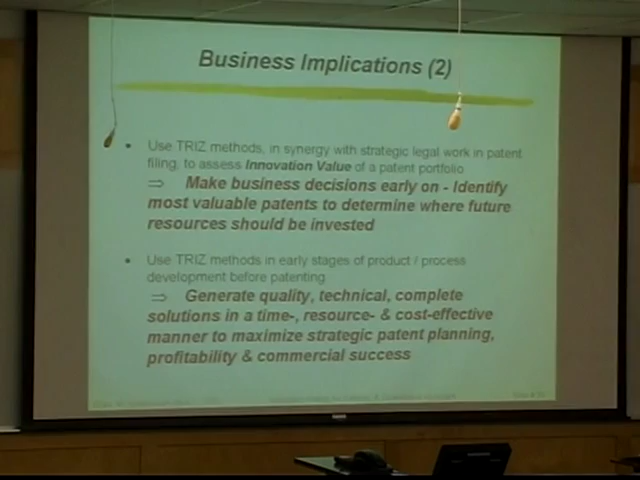 Business Implications (2)
• Use TRIZ methods, in synergy with strategic legal work in patent
filing, to assess Innovation Value of a patent portfolio
⇒ Make business decisions early on - Identify
most valuable patents to determine where future
resources should be invested
• Use TRIZ methods in early stages of product / process
development before patenting
⇒ Generate quality, technical, complete
solutions in a time-, resource- & cost-effective
manner to maximize strategic patent planning,
profitability & commercial success